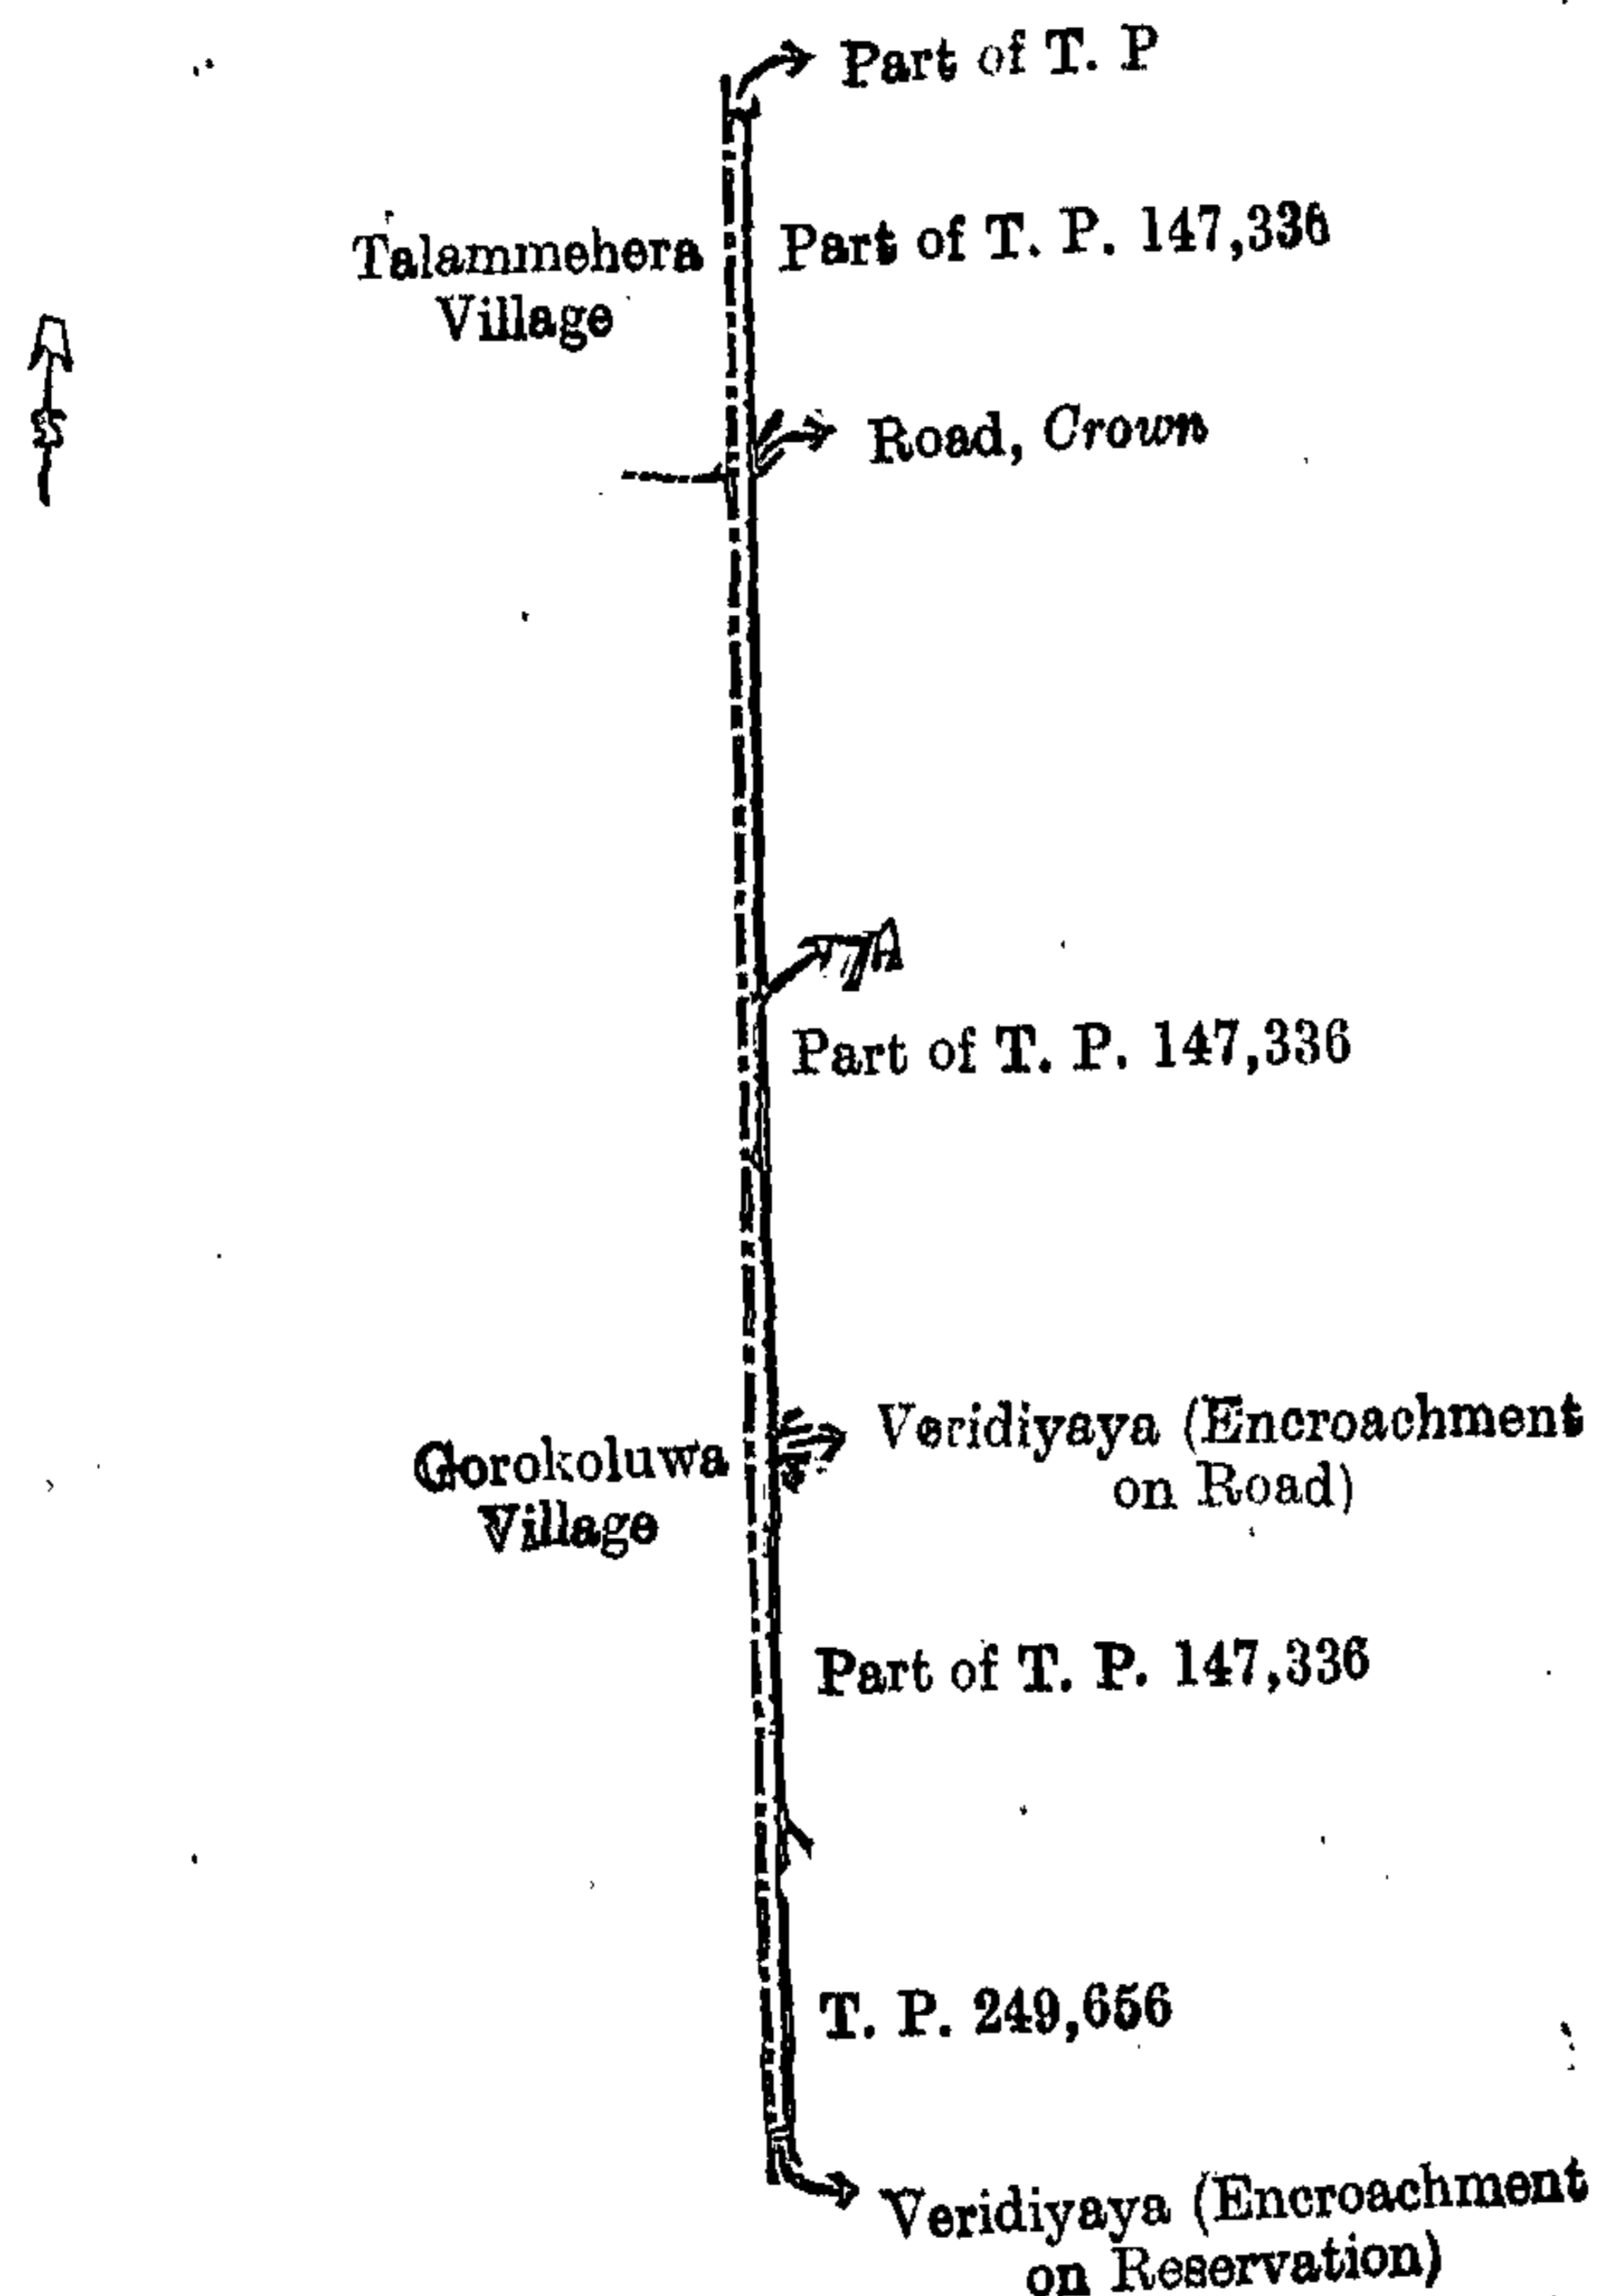 Part of T. P
Talammehera
Village
Part of T. P. 147,336
Road, Crown
7A
Part of T. P. 147,336
Gorokoluwa
Village
Veridiyaya (Encroachment
on Road)
Part of T. P. 147,336
T. P. 249,656
Veridiyaya (Encroachment
on Reservation)